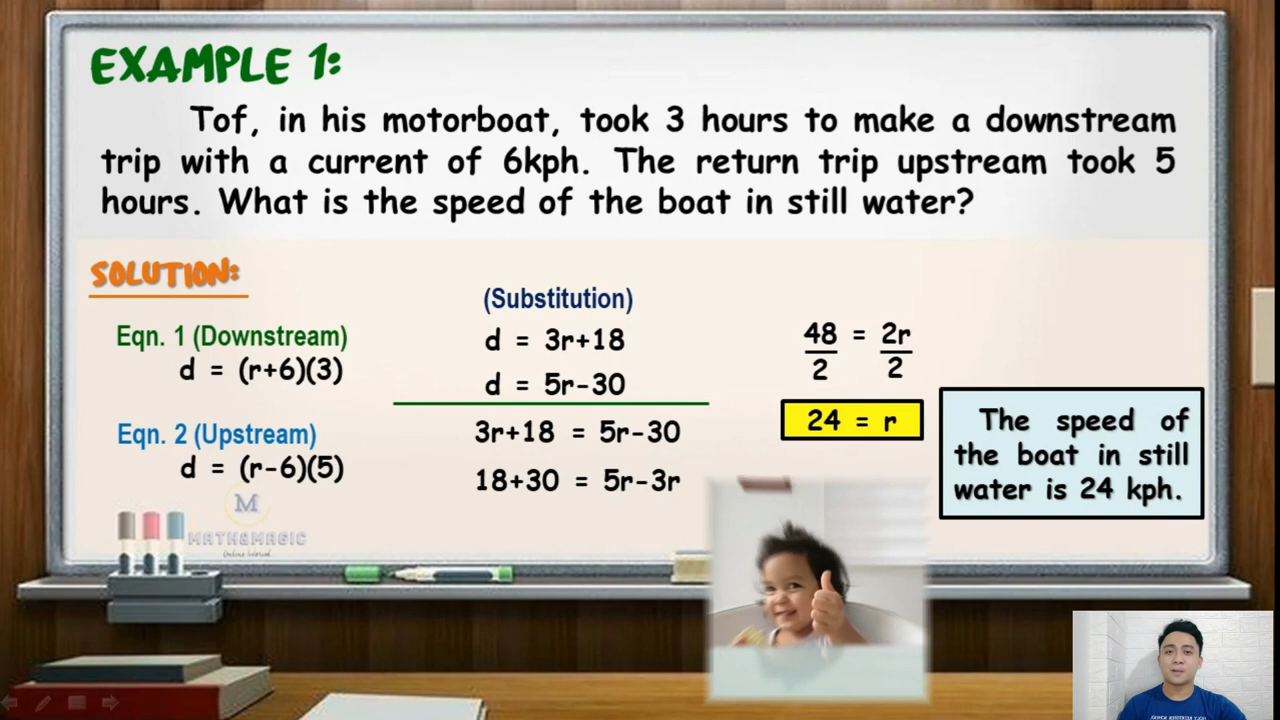 EXAMPLE 1:
Tof, in his motorboat, took 3 hours to make a downstream
trip with a current of 6kph. The return trip upstream took 5
hours. What is the speed of the boat in still water?
SOLUTION:
Eqn. 1 (Downstream)
d = (r+6)(3)
Eqn. 2 (Upstream)
d = (r-6)(5)
(Substitution)
d = 3r+18
d = 5r-30
3r+18 = 5r-30
18+30 = 5r-3r
48 = 2r
2 2
24 = r
The speed of
the boat in still
water is 24 kph.
M
MATH&MAGIC